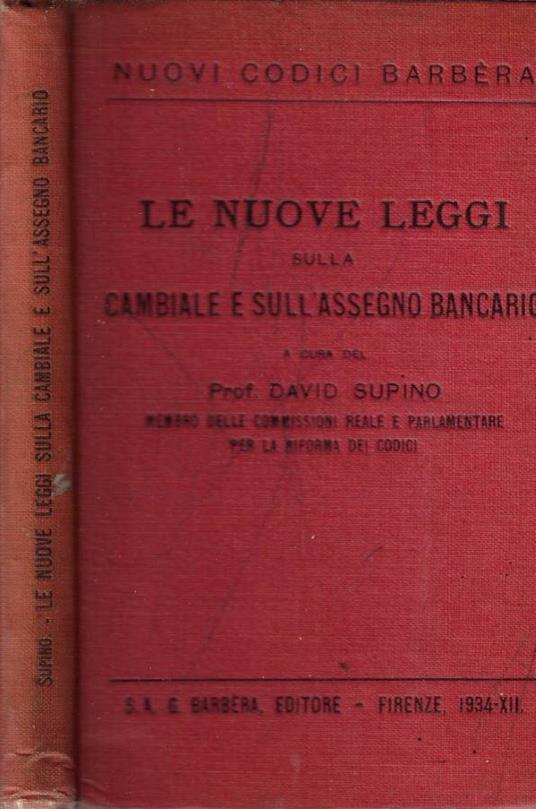 NUOVI CODICI BARBÈRA
LE NUOVE LEGGI
SULLA
CAMBIALE E SULL'ASSEGNO BANCARIO
A CURA DEL
Prof. DAVID SUPINO
MEMBRO DELLE COMMISSIONI REALE E PARLAMENTARE
PER LA RIFORMA DEI CODICI
S. A. G. BARBÈRA, EDITORE - FIRENZE, 1934-XII.
SUPINO. - LE NUOVE LEGGI SULLA CAMBIALE E SULL'ASSEGNO BANCARIO